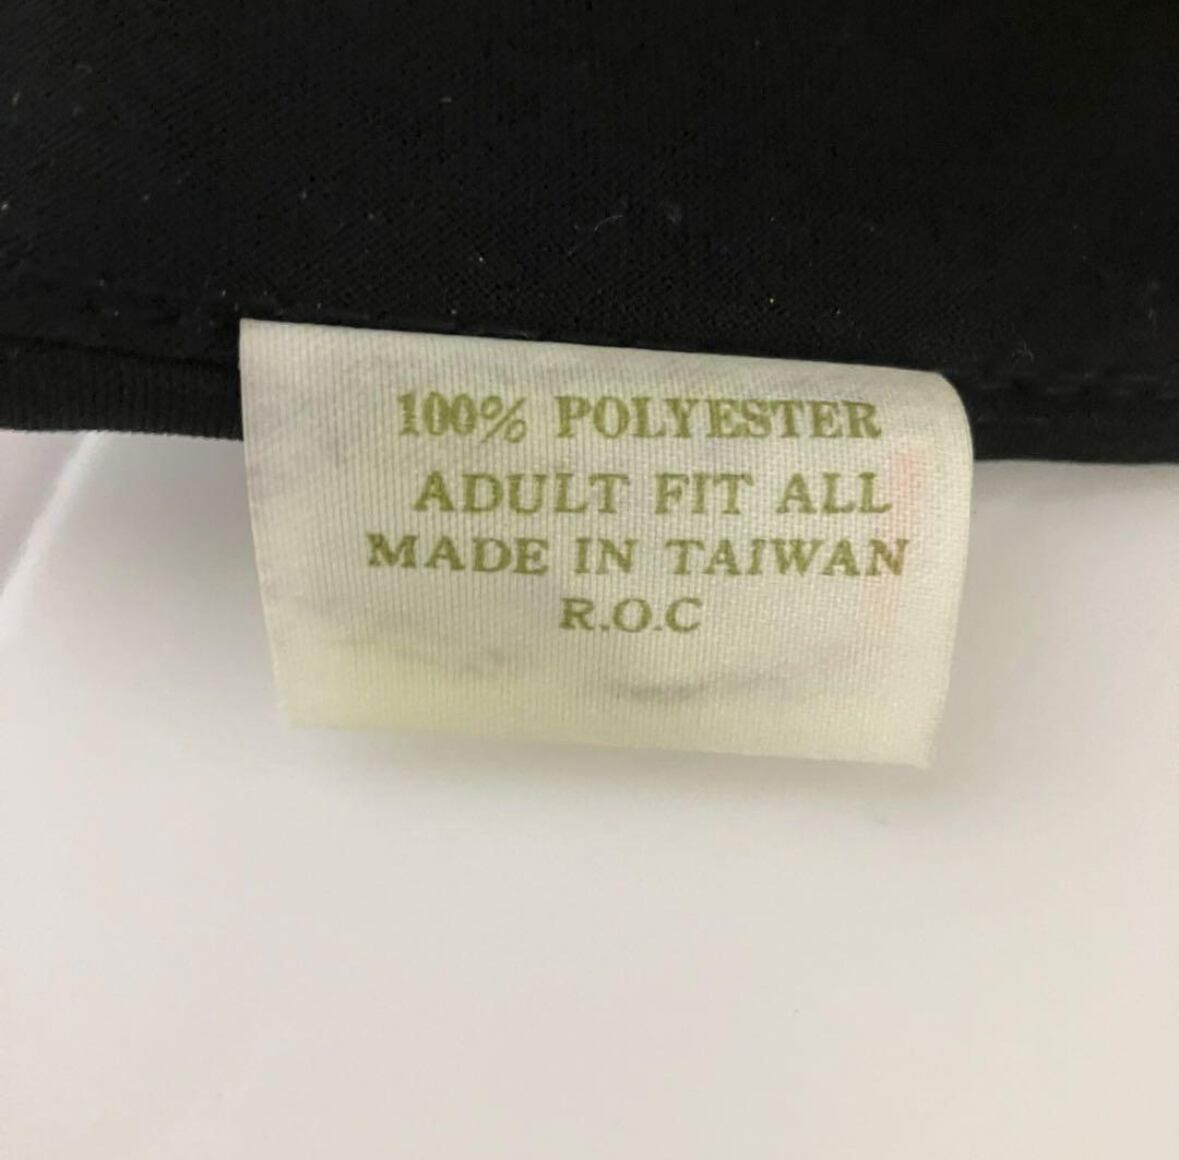 100% POLYESTER
ADULT FIT ALL
MADE IN TAIWAN
R.O.C